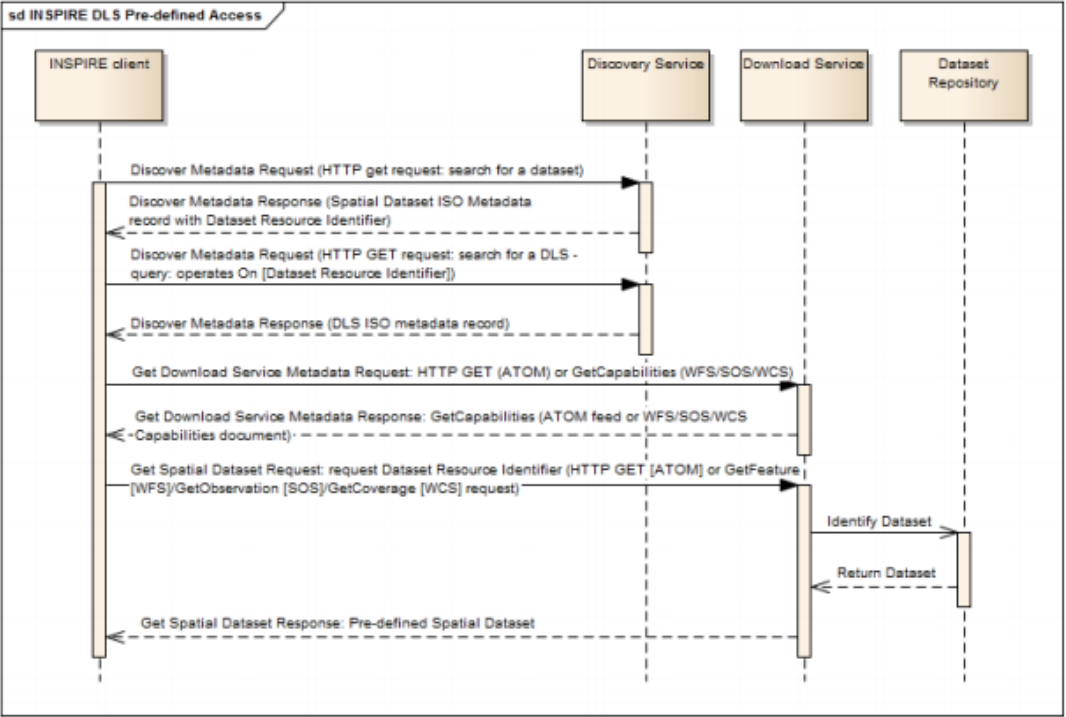 sd INSPIRE DLS Pre-defined Access
INSPIRE client
Discovery Service
Download Service
Dataset
Repository
Discover Metadata Request (HTTP get request: search for a dataset)
Discover Metadata Response (Spatial Dataset ISO Metadata
record with Dataset Resource Identifier)
Discover Metadata Request (HTTP GET request: search for a DLS -
query: operates On [Dataset Resource Identifier])
Discover Metadata Response (DLS ISO metadata record)
Get Download Service Metadata Request: HTTP GET (ATOM) or GetCapabilities (WFS/SOS/WCS)
Get Download Service Metadata Response: GetCapabilities (ATOM feed or WFS/SOS/WCS
Capabilities document)
Get Spatial Dataset Request: request Dataset Resource Identifier (HTTP GET [ATOM] or GetFeature
[WFS]/GetObservation [SOS]/GetCoverage [WCS] request)
Identify Dataset
Return Dataset
Get Spatial Dataset Response: Pre-defined Spatial Dataset